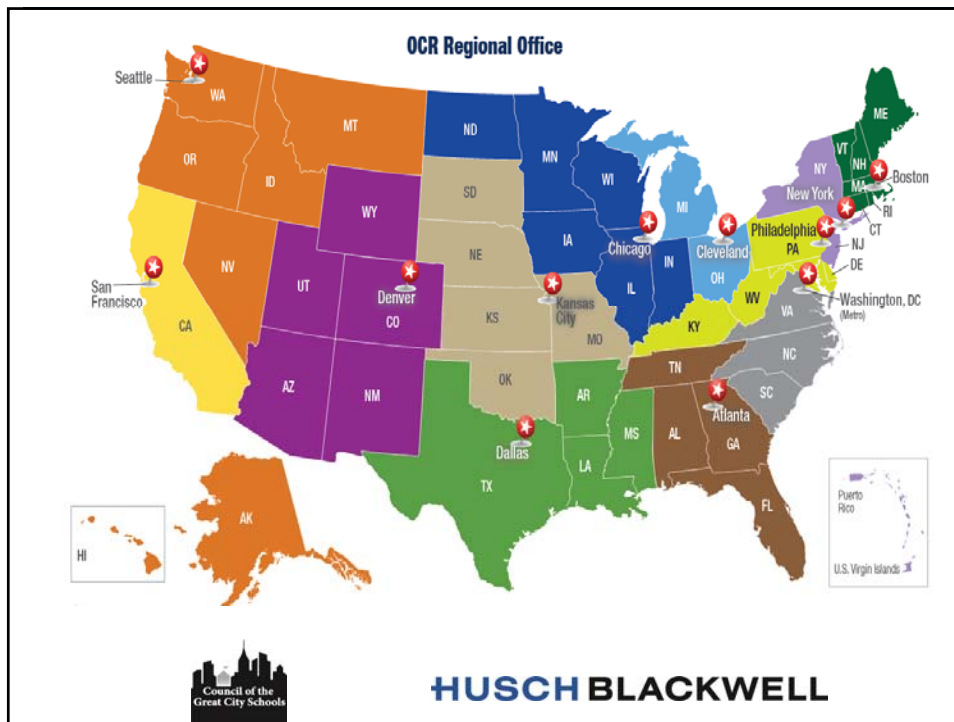 OCR Regional Office
Seattle
WA
MT
ND
MN
ME
VT
NH
OR
ID
WI
NY
MA
Boston
SD
MI
New York
RI
WY
CT
IA
Chicago
Cleveland
Philadelphia
PA
NJ
NE
NV
UT
Denver
IN
OH
DE
San
Francisco
Kansas
City
IL
WV
Washington, DC
(Metro)
CA
CO
KS
MO
KY
VA
NC
TN
AZ
NM
OK
AR
SC
Atlanta
Dallas
MS
AL
GA
LA
TX
FL
AK
HI
Puerto
Rico
U.S. Virgin Islands
Council of the
Great City Schools
HUSCH BLACKWELL